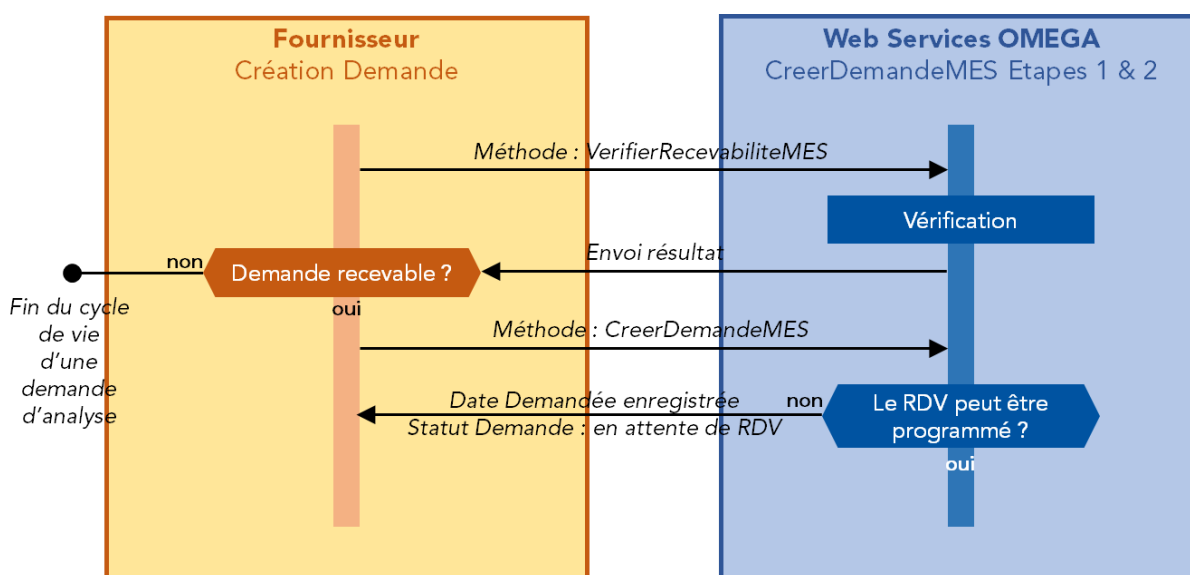 Fournisseur
Création Demande
Web Services OMEGA
CreerDemandeMES Etapes 1 & 2
Méthode : VerifierRecevabiliteMES
Vérification
Envoi résultat
non
Demande recevable ?
oui
Fin du cycle
de vie
d'une
demande
d'analyse
Méthode : CreerDemandeMES
Date Demandée enregistrée
Statut Demande : en attente de RDV
non
Le RDV peut être
programmé ?
oui